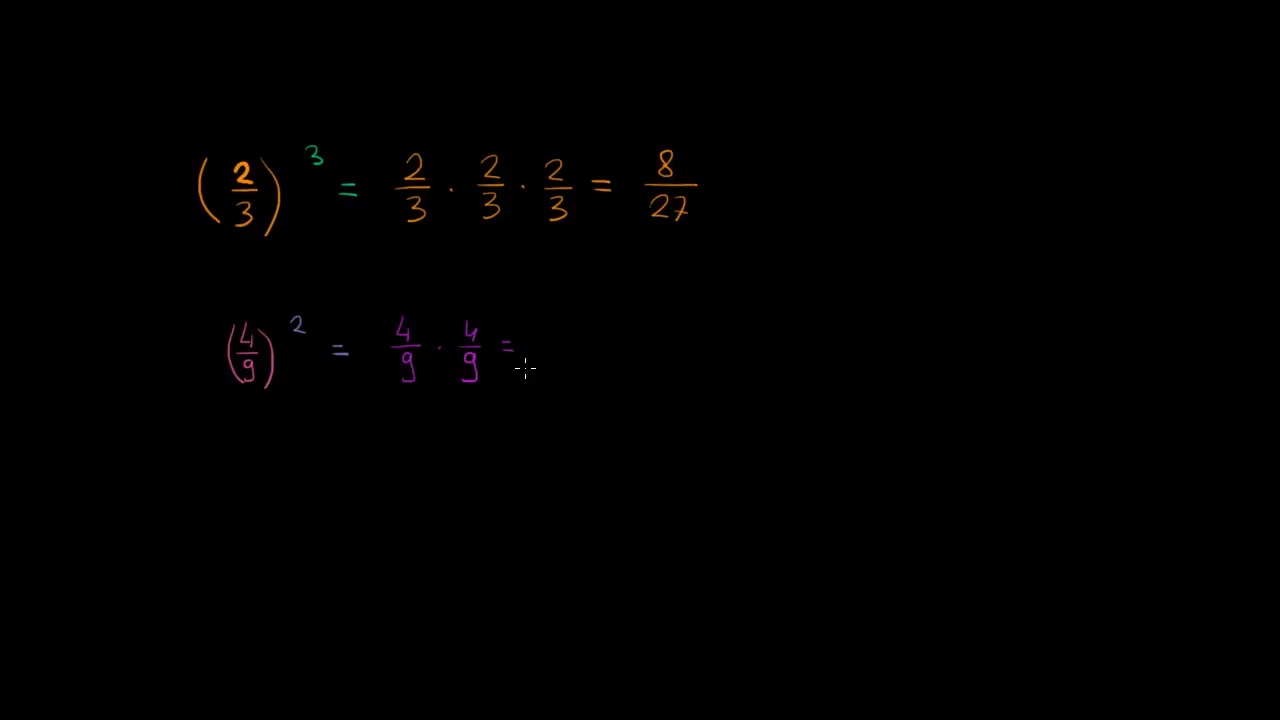 (2/3)³ = 2/3 · 2/3 · 2/3 = 8/27
(4/9)² = 4/9 · 4/9 =